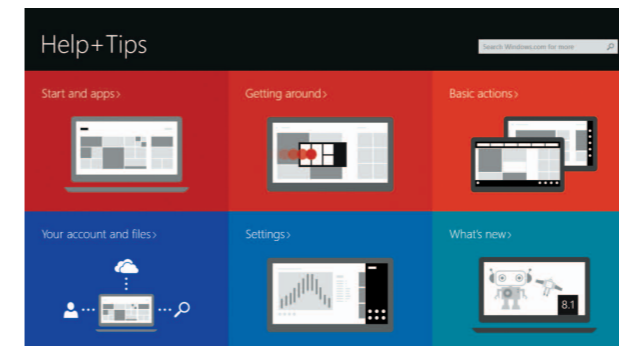 Help+Tips
Search Windows.com for more
Start and apps>
Getting around>
Basic actions>
Your account and files>
Settings>
What's new>
8.1